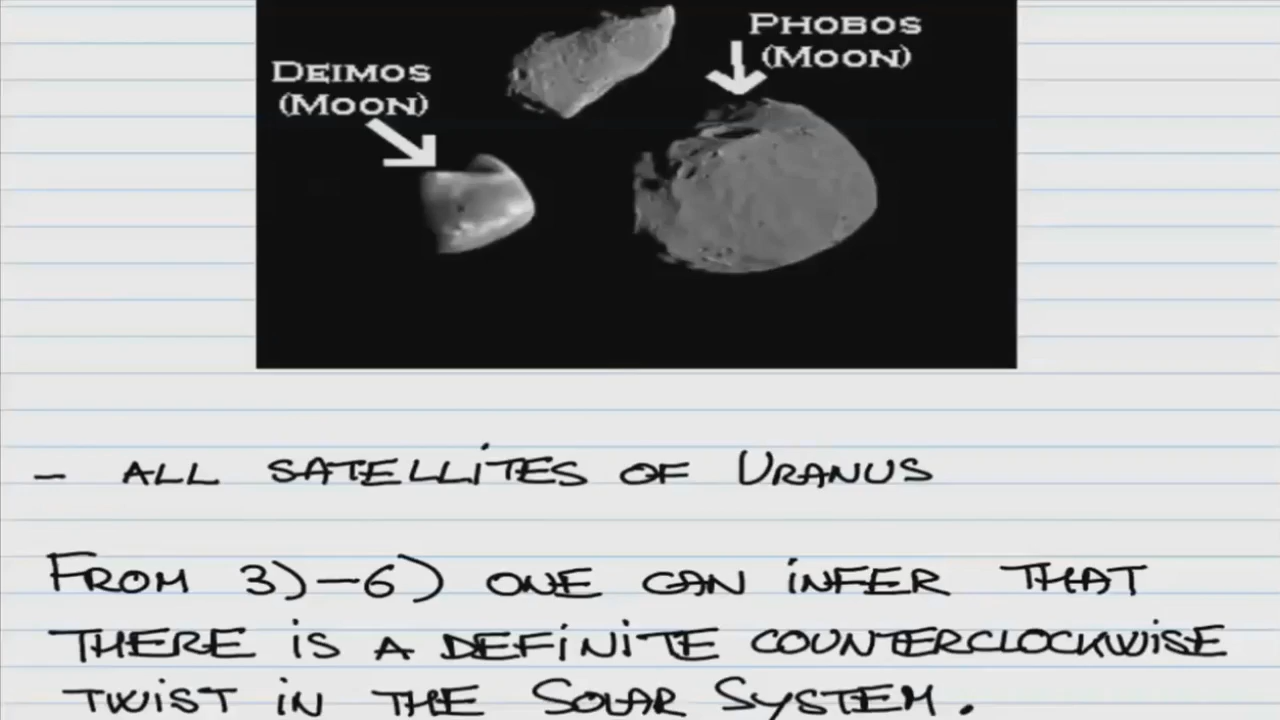 PHOBOS
(MOON)
DEIMOS
(MOON)
- ALL SATELLITES OF URANUS
FROM 3)-6) ONE CAN INFER THAT
THERE IS A DEFINITE COUNTERCLOCKWISE
TWIST IN THE SOLAR SYSTEM.